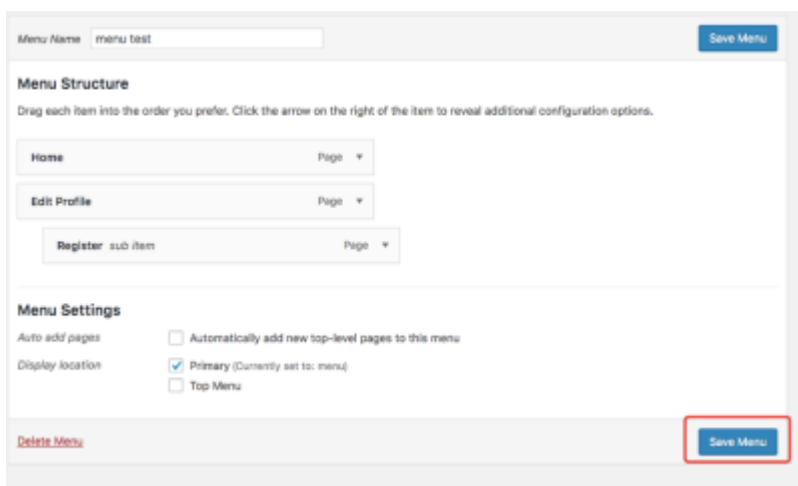 Menu Name menu test Save Menu
Menu Structure
Drag each item into the order you prefer. Click the arrow on the right of the item to reveal additional configuration options.
Home Page
Edit Profile Page
Register sub item Page
Menu Settings
Auto add pages Automatically add new top-level pages to this menu
Display location Primary (Currently set to: menu)
Top Menu
Delete Menu Save Menu